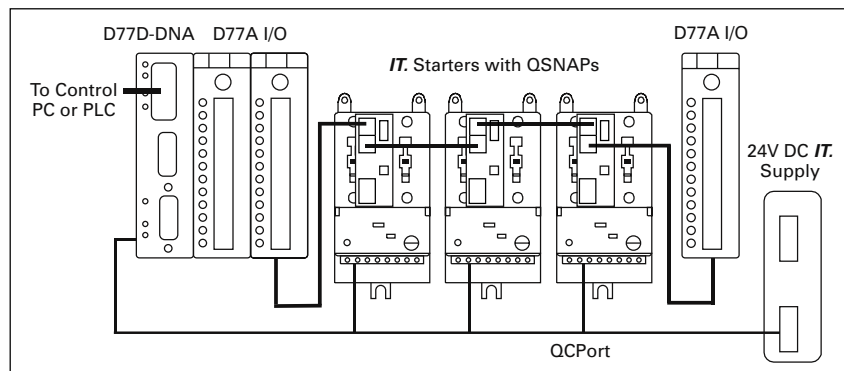 D77D-DNA
D77A I/O
D77A I/O
IT. Starters with QSNAPs
To Control
PC or PLC
24V DC IT.
Supply
QCPort